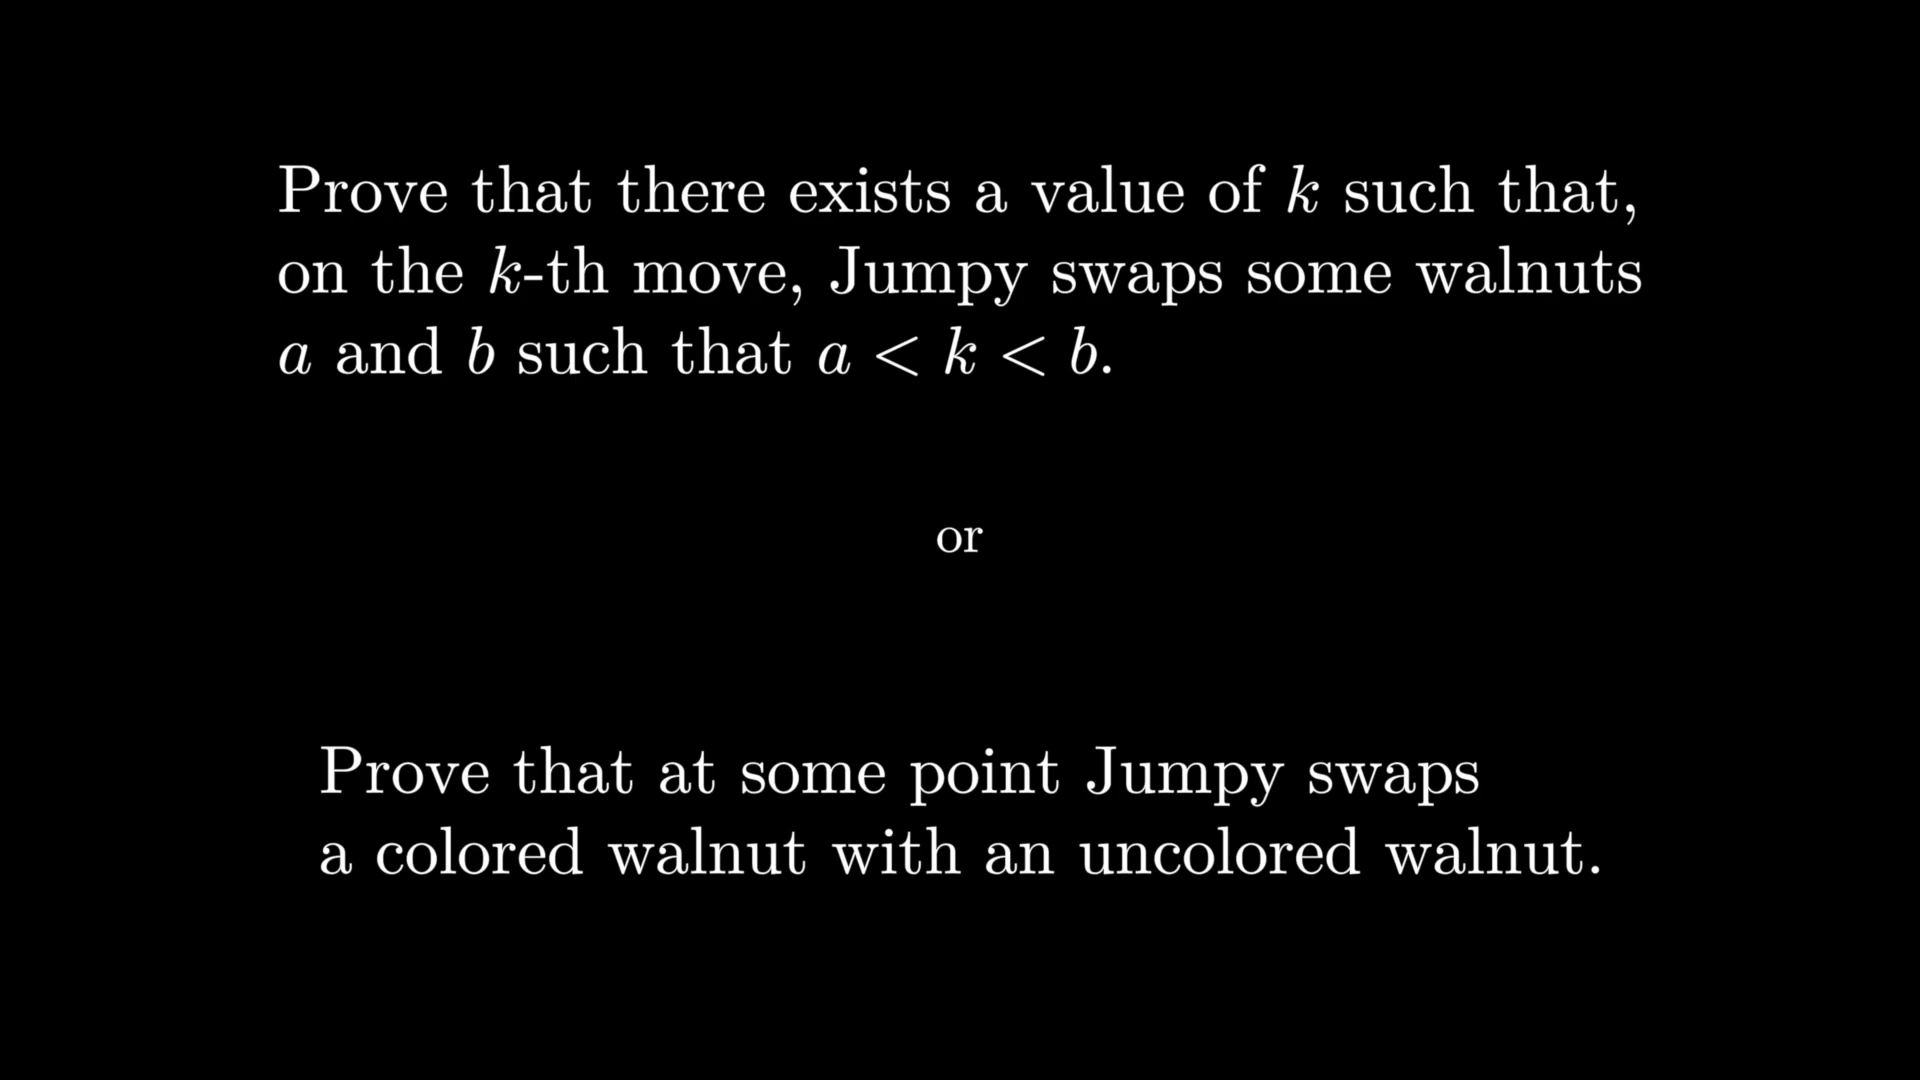 Prove that there exists a value of k such that,
on the k-th move, Jumpy swaps some walnuts
a and b such that a < k < b.
or
Prove that at some point Jumpy swaps
a colored walnut with an uncolored walnut.